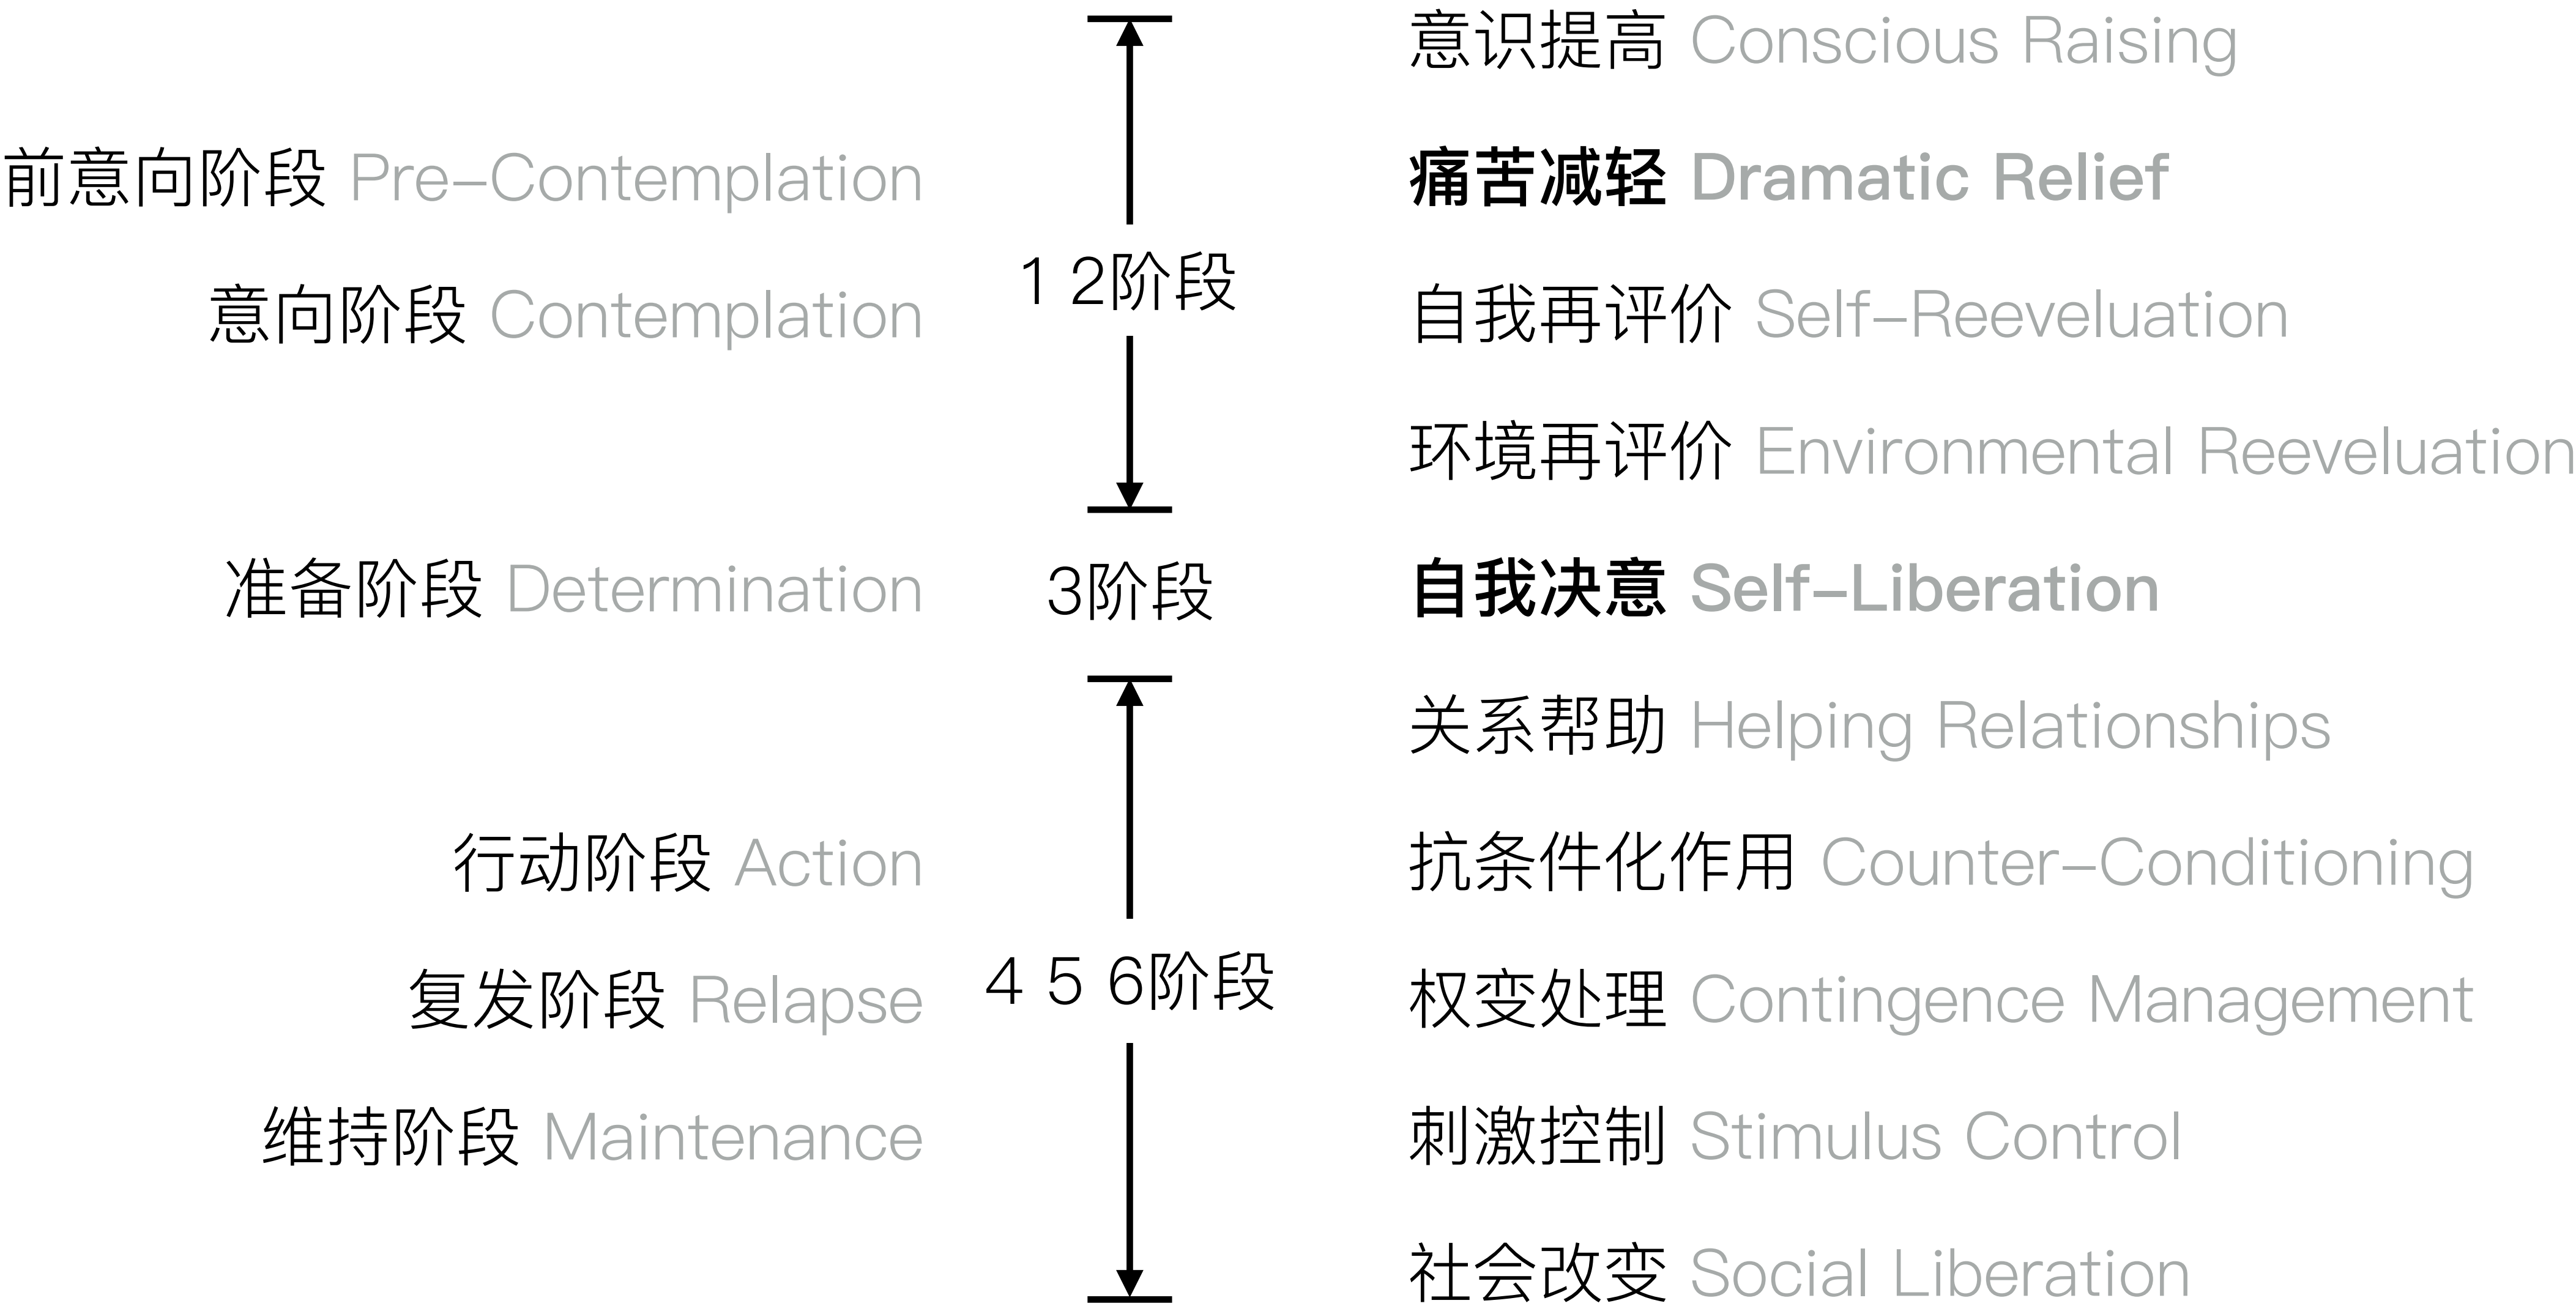 前意向阶段 Pre-Contemplation
意向阶段 Contemplation
准备阶段 Determination
行动阶段 Action
复发阶段 Relapse
维持阶段 Maintenance
1 2阶段
3阶段
4 5 6阶段
意识提高 Conscious Raising
痛苦减轻 Dramatic Relief
自我再评价 Self-Reeveluation
环境再评价 Environmental Reeveluation
自我决意 Self-Liberation
关系帮助 Helping Relationships
抗条件化作用 Counter-Conditioning
权变处理 Contingence Management
刺激控制 Stimulus Control
社会改变 Social Liberation